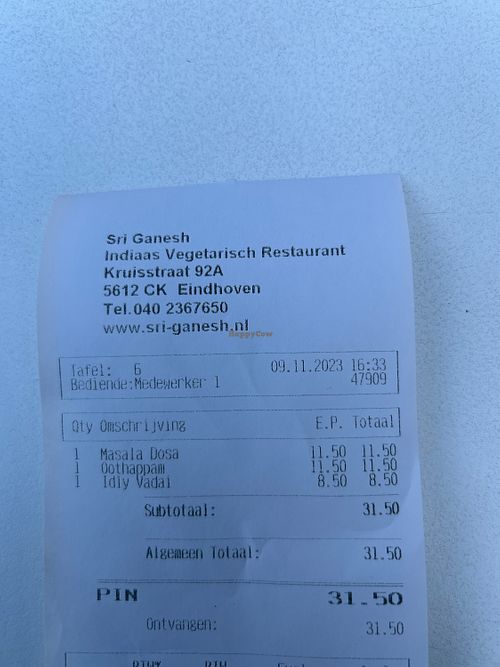 Sri Ganesh
Indiaas Vegetarisch Restaurant
Kruisstraat 92A
5612 CK Eindhoven
Tel.040 2367650
www.sri-ganesh.nl
HappyCow
Tafel: 6 09.11.2023 16:33
Bediende:Medewerker 1 47909
Qty Omschrijving E.P. Totaal
1 Masala Dosa 11.50 11.50
1 Oothappam 11.50 11.50
1 Idly Vadai 8.50 8.50
Subtotaal: 31.50
Algemeen Totaal: 31.50
PIN 31.50
Ontvangen: 31.50